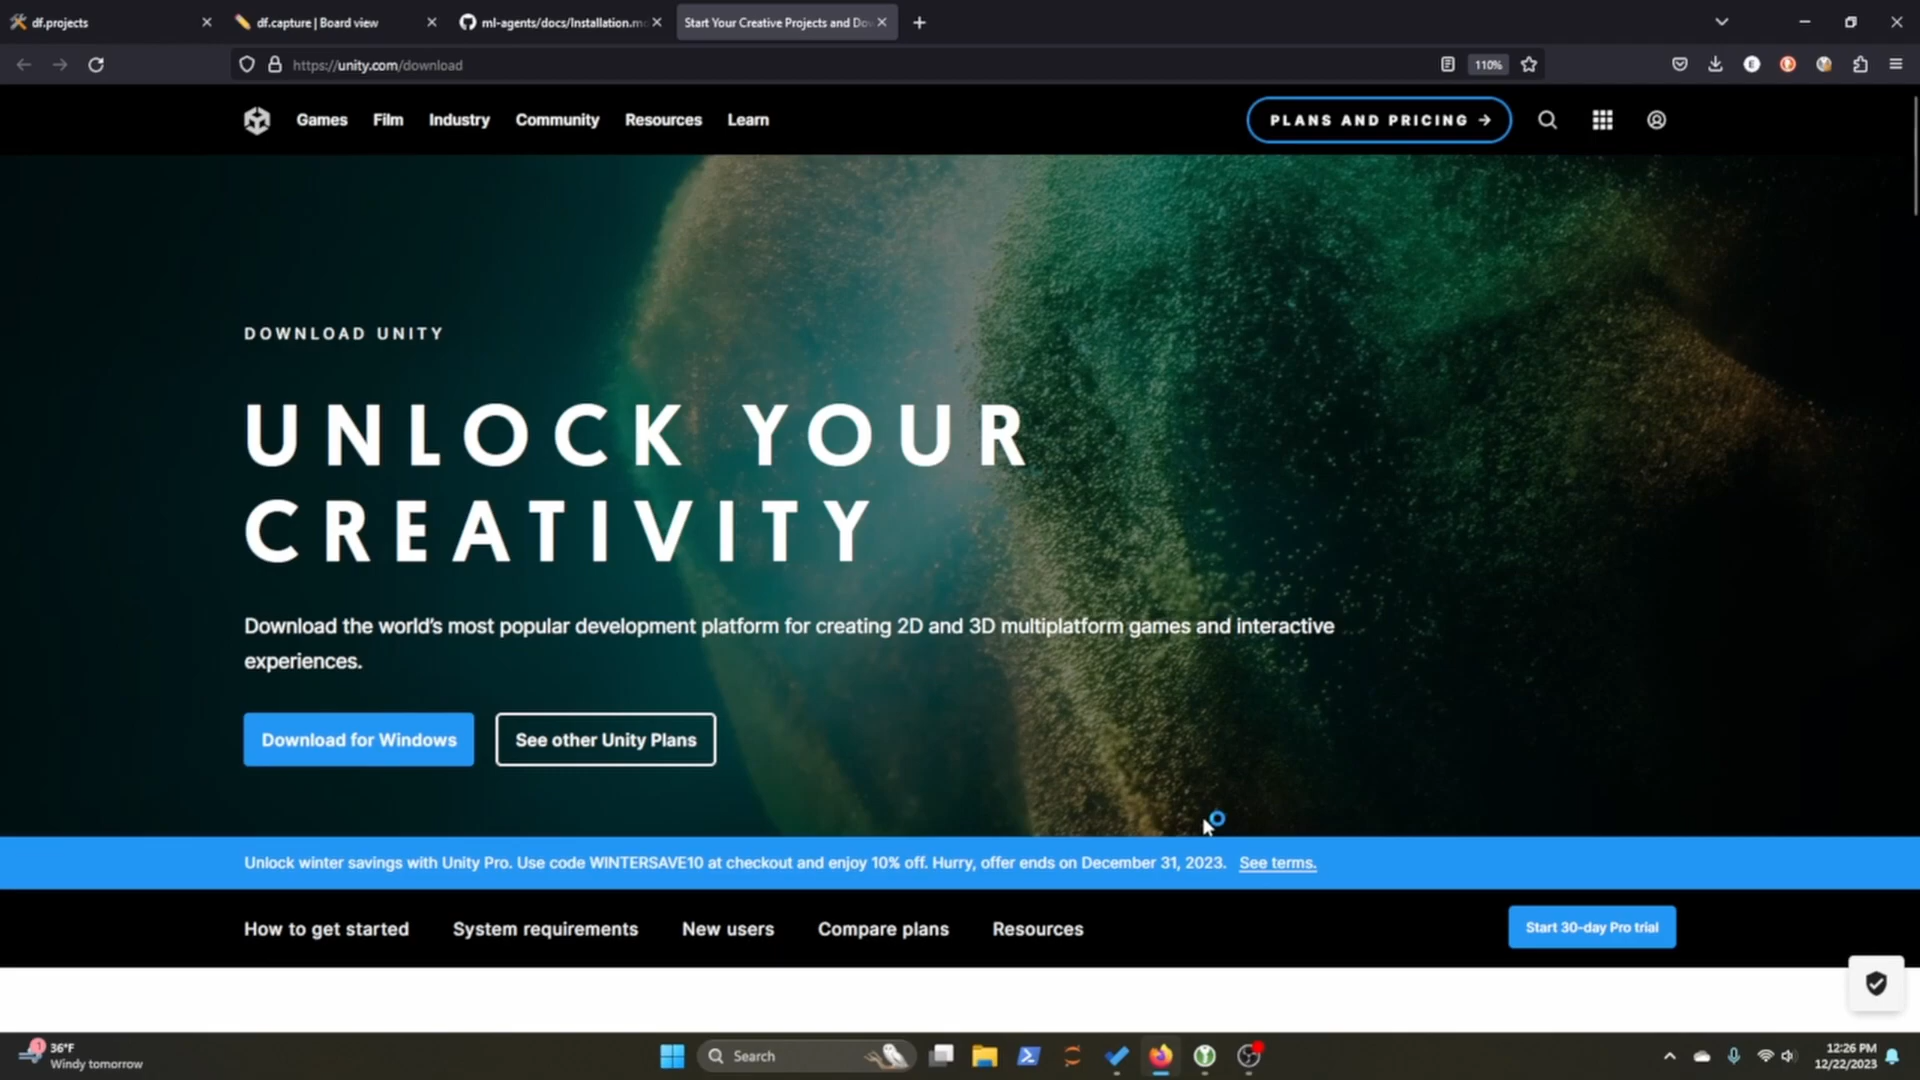 df.projects
df.capture | Board view
ml-agents/docs/Installation.m
Start Your Creative Projects and Do
https://unity.com/download
110%
Games
Film
Industry
Community
Resources
Learn
PLANS AND PRICING →
DOWNLOAD UNITY
UNLOCK YOUR
CREATIVITY
Download the world's most popular development platform for creating 2D and 3D multiplatform games and interactive
experiences.
Download for Windows
See other Unity Plans
Unlock winter savings with Unity Pro. Use code WINTERSAVE10 at checkout and enjoy 10% off. Hurry, offer ends on December 31, 2023. See terms.
How to get started
System requirements
New users
Compare plans
Resources
Start 30-day Pro trial
1
36°F
Windy tomorrow
Search
12:26 PM
12/22/2023